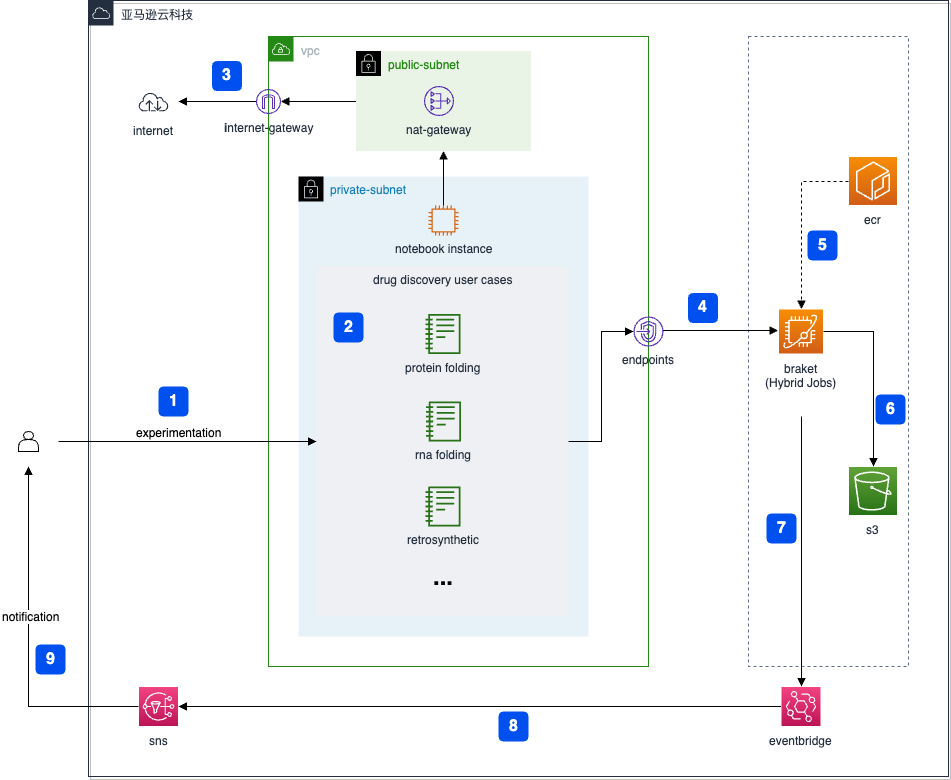 亚马逊云科技
vpc
public-subnet
3
nat-gateway
internet
internet-gateway
private-subnet
notebook instance
ecr
5
drug discovery user cases
2
4
protein folding
endpoints
braket
(Hybrid Jobs)
1
6
experimentation
rna folding
retrosynthetic
...
s3
7
notification
9
8
sns
eventbridge